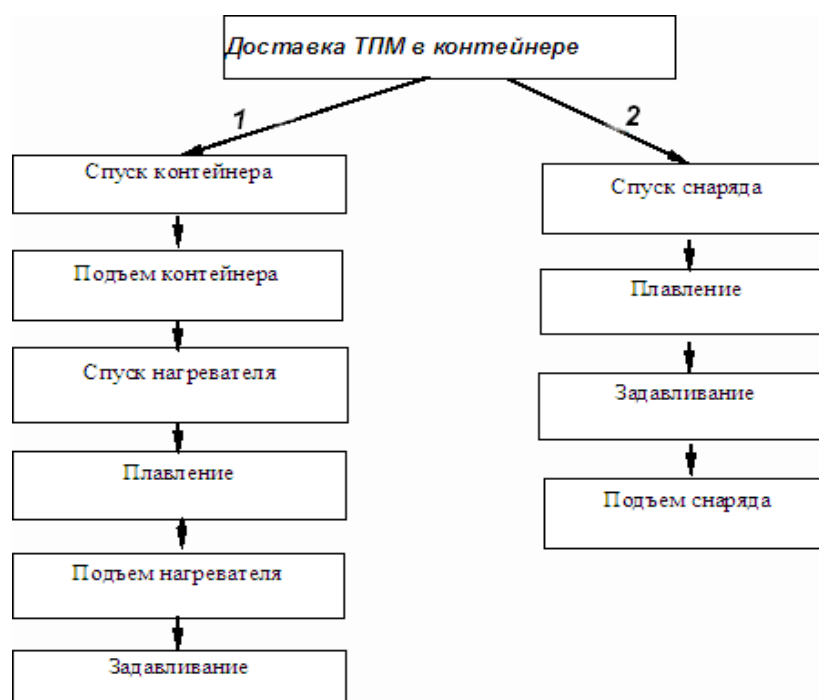 Доставка ТПМ в контейнере
1
2
Спуск контейнера
Подъем контейнера
Спуск нагревателя
Плавление
Подъем нагревателя
Задавливание
Спуск снаряда
Плавление
Задавливание
Подъем снаряда